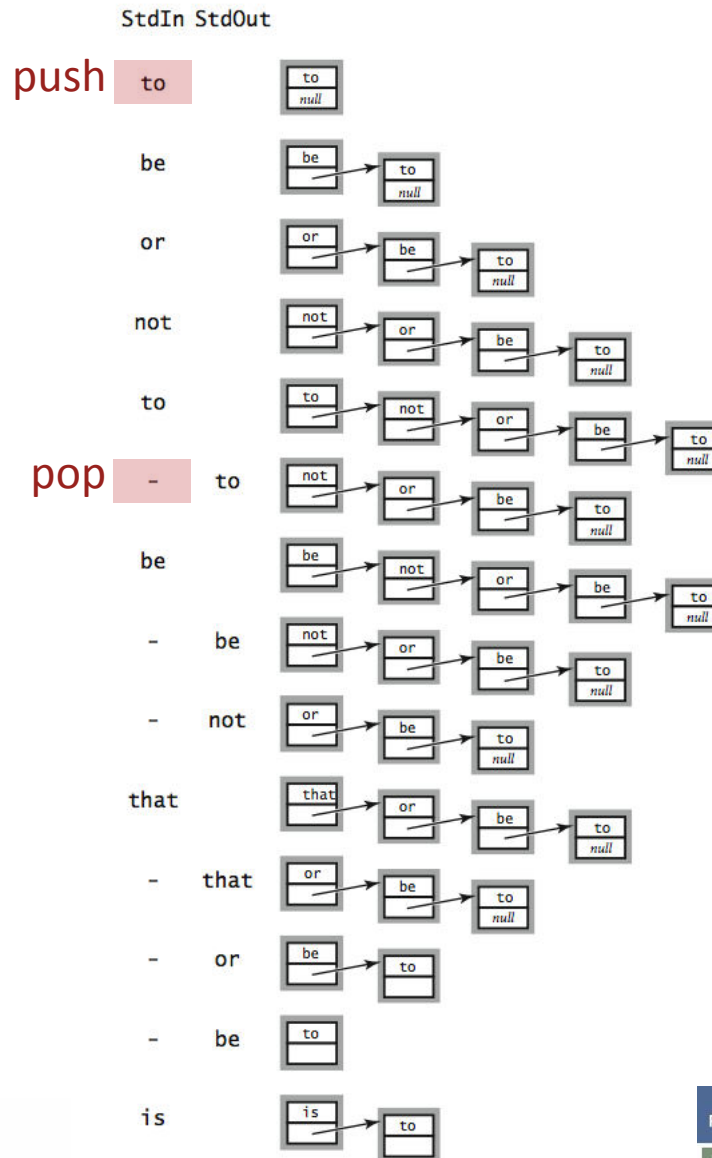 StdIn StdOut
push to to
null
be be to
null
or or be to
null
not not or be to
null
to to not or be to
null
pop - to not or be to
null
be be not or be to
null
- be not or be to
null
- not or be to
null
that that or be to
null
- that or be to
null
- or be to
- be to
is is to